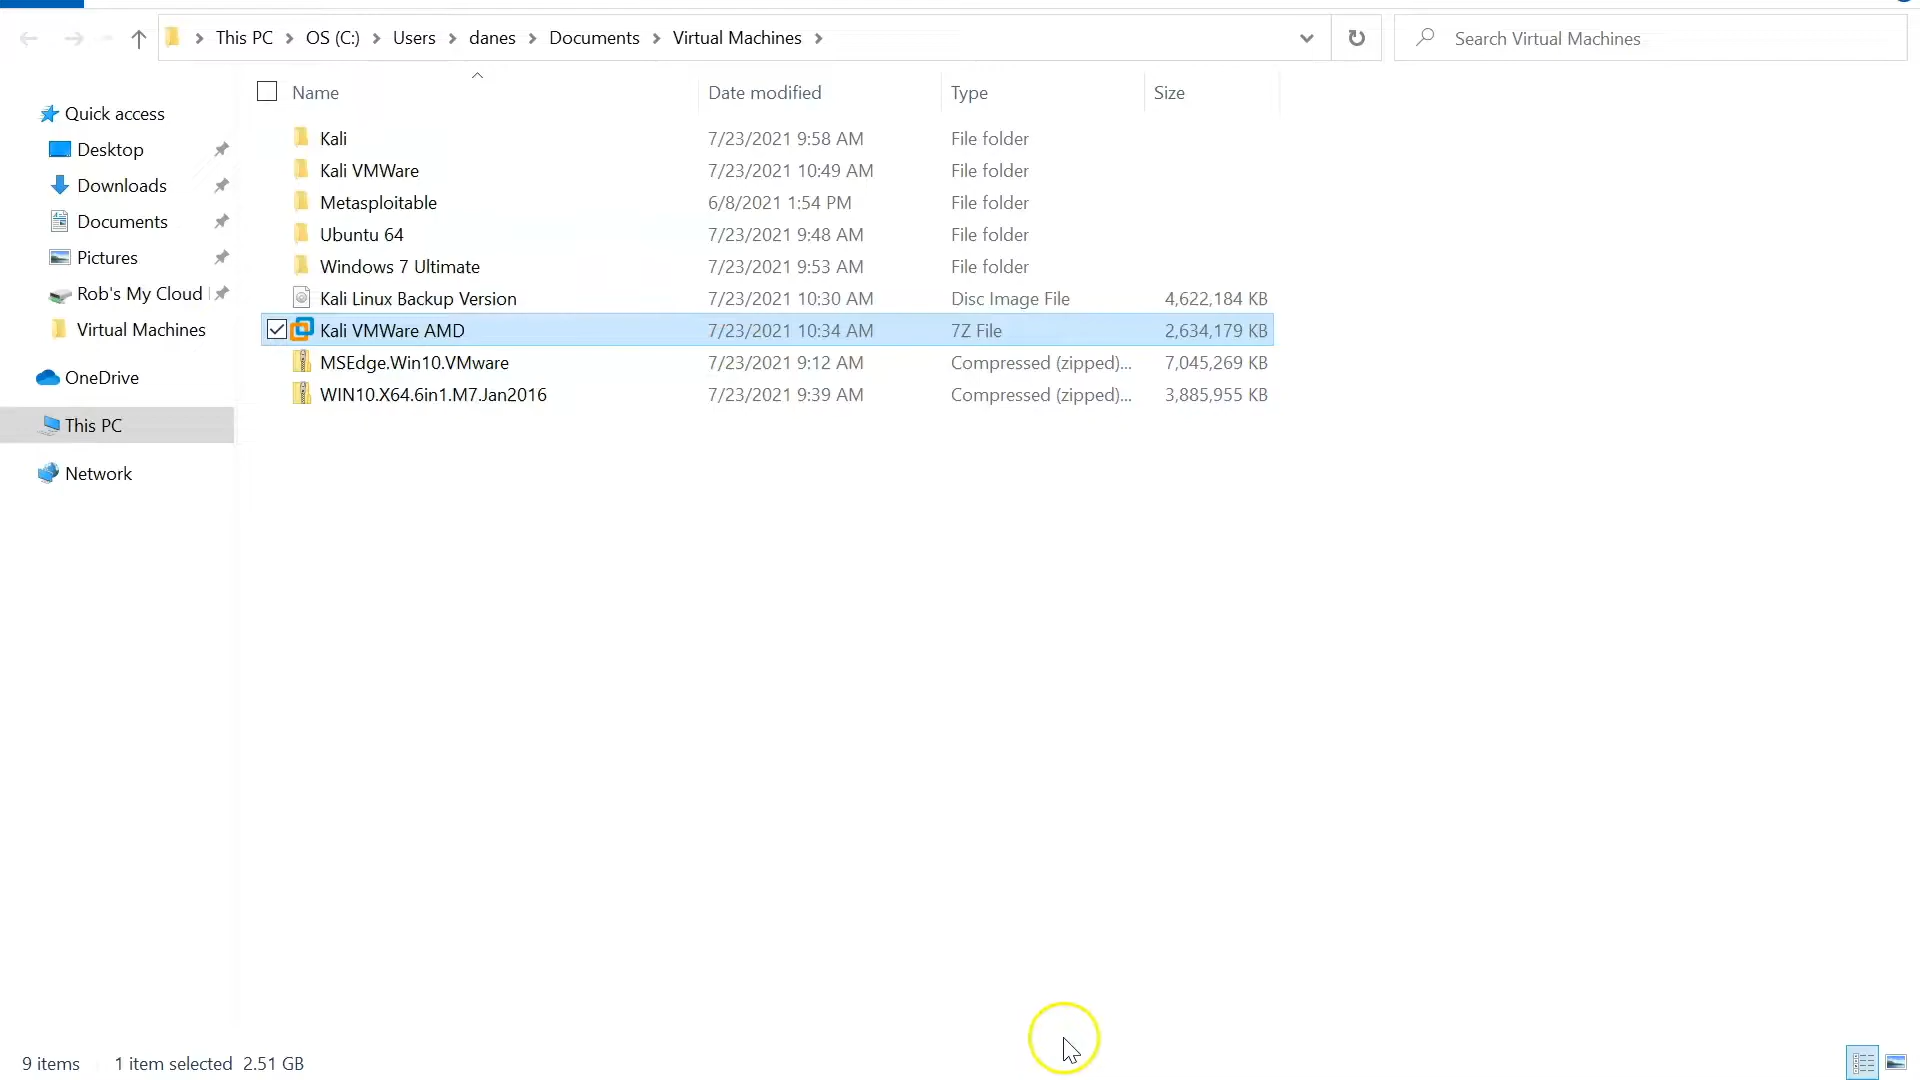 This PC > OS (C:) > Users > danes > Documents > Virtual Machines >
Search Virtual Machines
Name Date modified Type Size
Quick access
Desktop
Downloads
Documents
Pictures
Rob's My Cloud
Virtual Machines
OneDrive
This PC
Network
Kali 7/23/2021 9:58 AM File folder
Kali VMWare 7/23/2021 10:49 AM File folder
Metasploitable 6/8/2021 1:54 PM File folder
Ubuntu 64 7/23/2021 9:48 AM File folder
Windows 7 Ultimate 7/23/2021 9:53 AM File folder
Kali Linux Backup Version 7/23/2021 10:30 AM Disc Image File 4,622,184 KB
Kali VMWare AMD 7/23/2021 10:34 AM 7Z File 2,634,179 KB
MSEdge.Win10.VMware 7/23/2021 9:12 AM Compressed (zipped)... 7,045,269 KB
WIN10.X64.6in1.M7.Jan2016 7/23/2021 9:39 AM Compressed (zipped)... 3,885,955 KB
9 items 1 item selected 2.51 GB